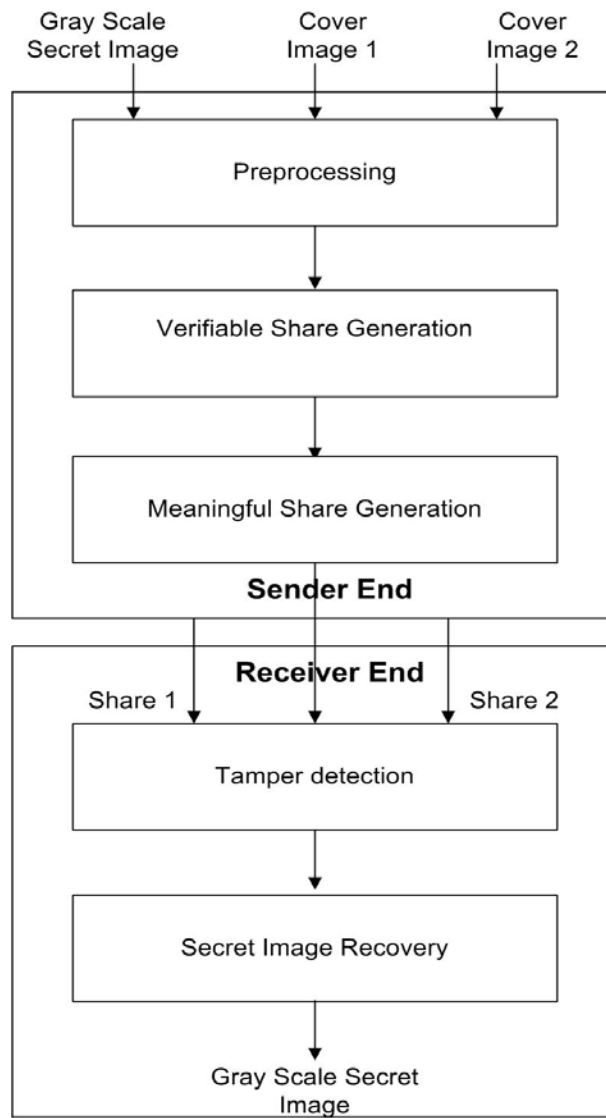 Gray Scale
Secret Image
Cover
Image 1
Cover
Image 2
Preprocessing
Verifiable Share Generation
Meaningful Share Generation
Sender End
Receiver End
Share 1
Share 2
Tamper detection
Secret Image Recovery
Gray Scale Secret
Image